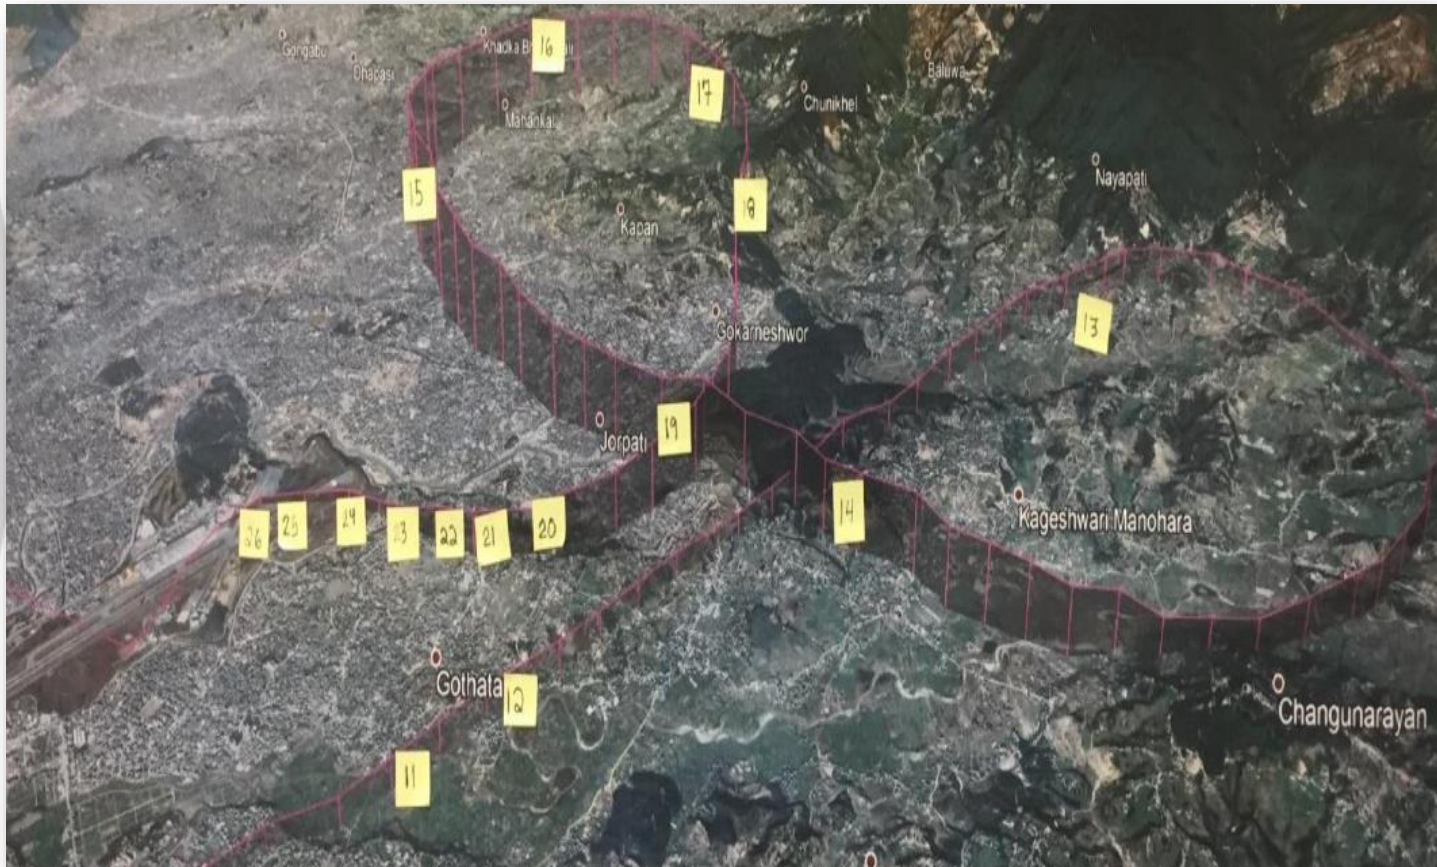 Gongabu
Dhapasi
Khadka B
16
17
Baluwa
Chunikhel
Mahankal
15
18
Nayapati
Kapan
Gokarneshwor
13
19
Jorpati
26
25
24
23
22
21
20
14
Kageshwari Manohara
Gothata
12
Changunarayan
11